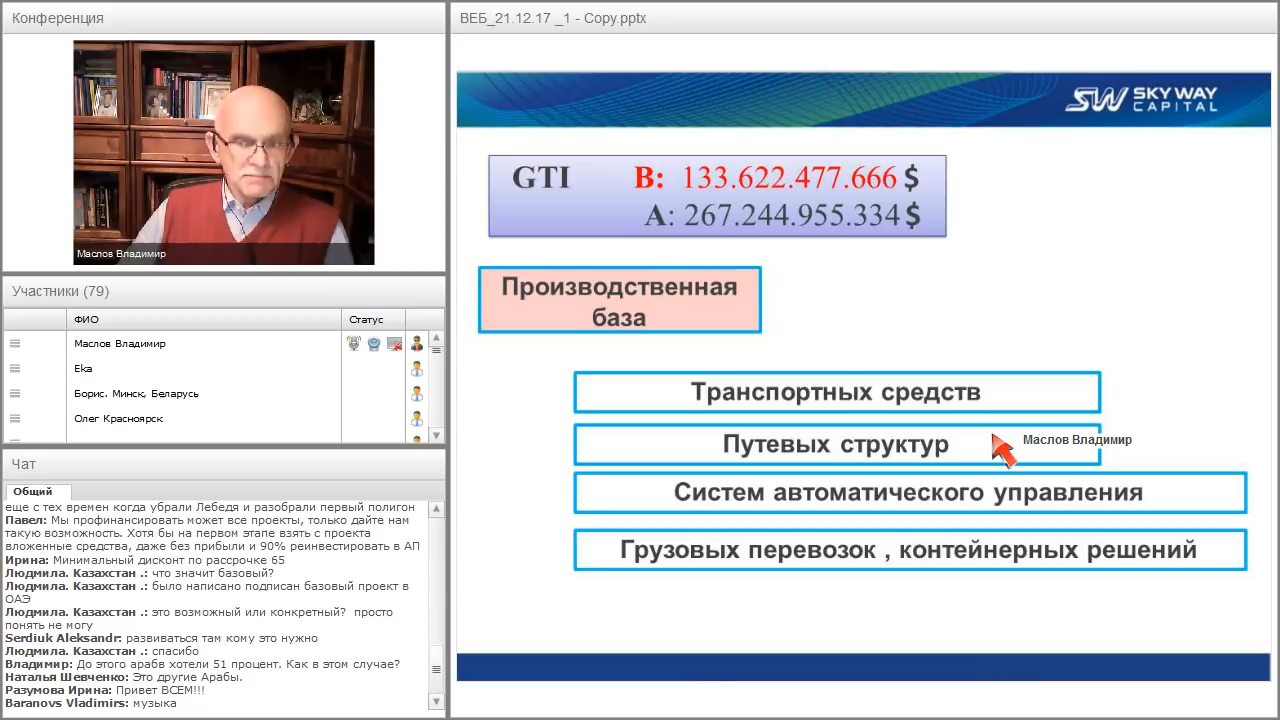 Конференция
Маслов Владимир
Участники (79)
ФИО
Статус
Маслов Владимир
Eka
Борис. Минск, Беларусь
Олег Красноярск
Чат
Общий
еще с тех времен когда убрали Лебедя и разобрали первый полигон
Павел: Мы профинансировать может все проекты, только дайте нам
такую возможность. Хотя бы на первом этапе взять с проекта
вложенные средства, даже без прибыли и 90% реинвестировать в АП
Ирина: Минимальный дисконт по рассрочке 65
Людмила. Казахстан .: что значит базовый?
Людмила. Казахстан .: было написано подписан базовый проект в
ОАЭ
Людмила. Казахстан .: это возможный или конкретный? просто
понять не могу
Serdiuk Aleksandr: развиваться там кому это нужно
Людмила. Казахстан .: спасибо
Владимир: До этого арабв хотели 51 процент. Как в этом случае?
Наталья Шевченко: Это другие Арабы.
Разумова Ирина: Привет ВСЕМ!!!
Baranovs Vladimirs: музыка
ВЕБ_21.12.17 _1 - Copy.pptx
SW SKY WAY
CAPITAL
GTI B: 133.622.477.666 $
A: 267.244.955.334 $
Производственная
база
Транспортных средств
Путевых структур
Маслов Владимир
Систем автоматического управления
Грузовых перевозок , контейнерных решений